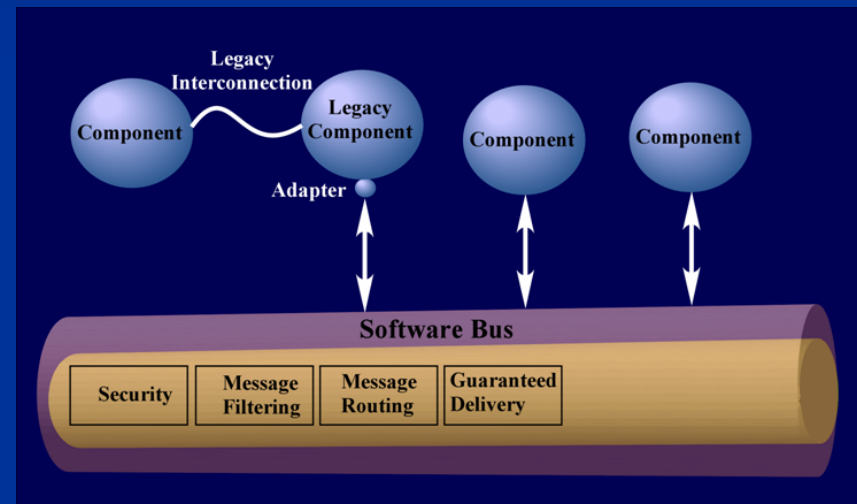 Legacy
Interconnection
Component
Legacy
Component
Component
Component
Adapter
Software Bus
Security
Message
Filtering
Message
Routing
Guaranteed
Delivery